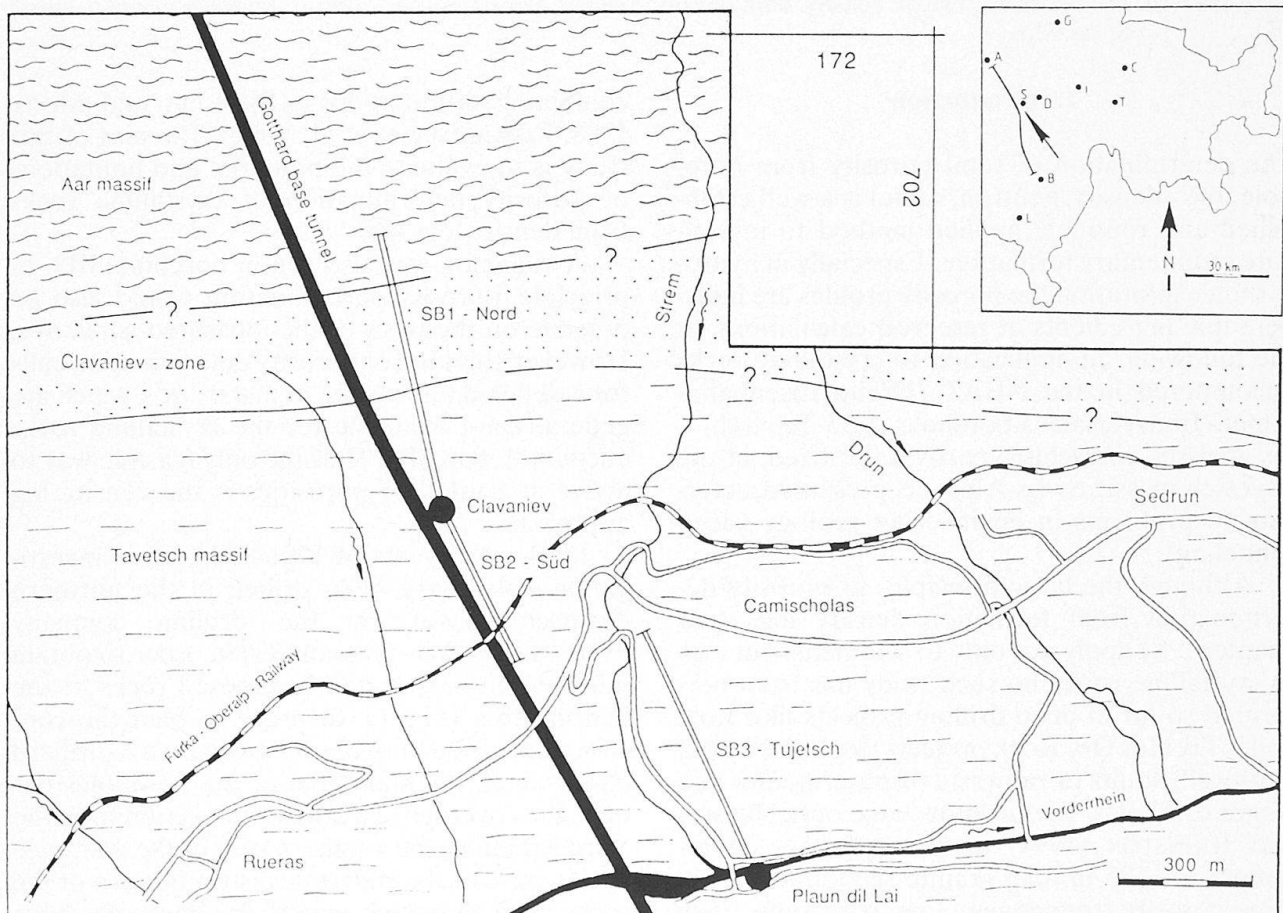 172
702
G
A
C
S
D
I
T
B
L
N
30 km
Aar massif
Gotthard base tunnel
Strem
?
SB1 - Nord
Clavaniev - zone
?
?
?
Drun
Clavaniev
Sedrun
Tavetsch massif
SB2 - Süd
Camischolas
Furka - Oberalp - Railway
SB3 - Tujetsch
Vorderrhein
Rueras
300 m
Plaun dil Lai